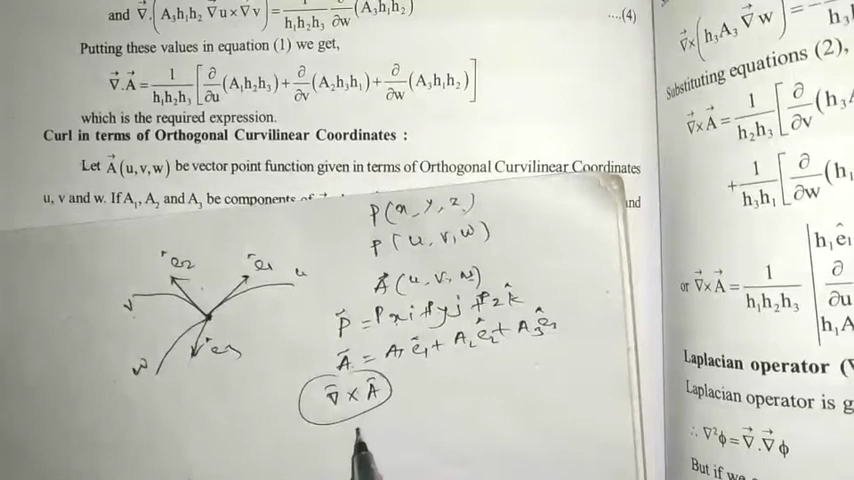 and ∇⃗.(A₃h₁h₂ ∇⃗u×∇⃗v) = 1/(h₁h₂h₃) ∂/∂w (A₃h₁h₂) ....(4)
Putting these values in equation (1) we get,
∇⃗.A⃗ = 1/(h₁h₂h₃) [∂/∂u (A₁h₂h₃) + ∂/∂v (A₂h₃h₁) + ∂/∂w (A₃h₁h₂)]
which is the required expression.
Curl in terms of Orthogonal Curvilinear Coordinates :
Let A⃗(u,v,w) be vector point function given in terms of Orthogonal Curvilinear Coordinates
u, v and w. If A₁, A₂ and A₃ be components of
and
P(x, y, z)
P(u, v, w)
A⃗(u, v, w)
P⃗ = Pxi + Pyj + Pzk̂
A⃗ = A₁ê₁ + A₂ê₂ + A₃ê₃
∇⃗ × A⃗
ê₂
ê₁
u
v
w
ê₃
∇⃗×(h₃A₃ ∇⃗w) = –
Substituting equations (2),
∇⃗×A⃗ = 1/(h₂h₃) [∂/∂v (h₃A
+ 1/(h₃h₁) [∂/∂w (h₁
or ∇⃗×A⃗ = 1/(h₁h₂h₃) | h₁ê₁
∂/∂u
h₁A
Laplacian operator (
Laplacian operator is g
∴ ∇²φ = ∇⃗.∇⃗φ
But if we